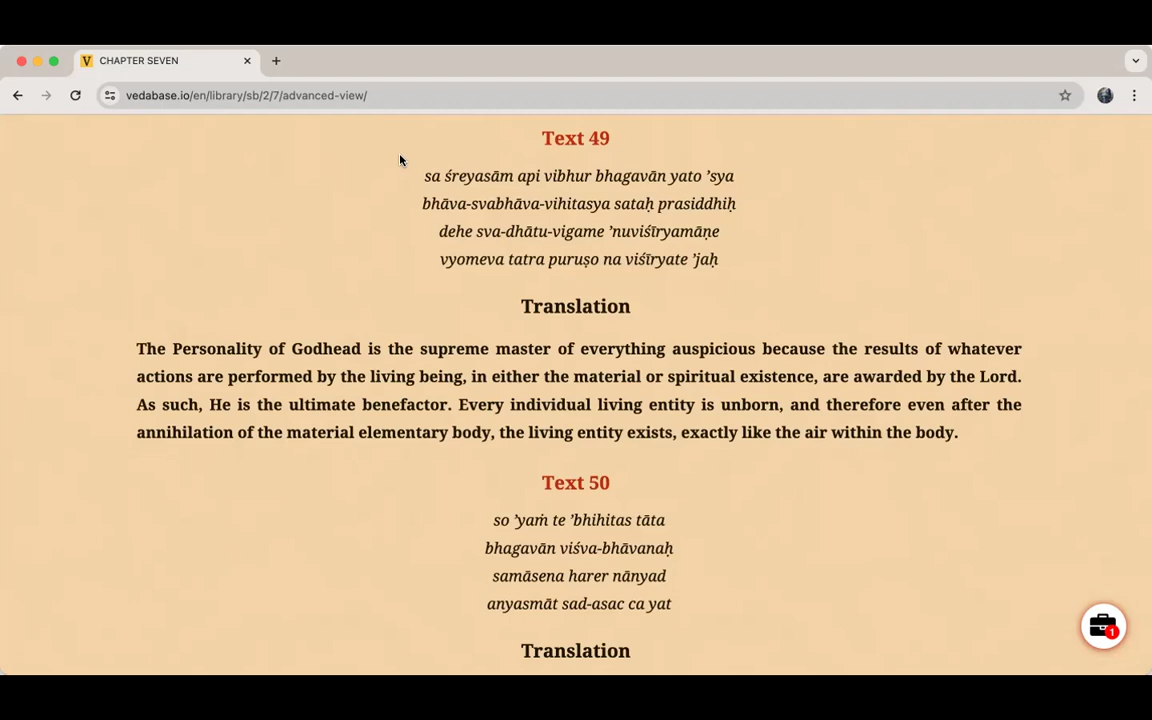 CHAPTER SEVEN
vedabase.io/en/library/sb/2/7/advanced-view/
Text 49
sa śreyasām api vibhur bhagavān yato ’sya
bhāva-svabhāva-vihitasya sataḥ prasiddhiḥ
dehe sva-dhātu-vigame ’nuviśīryamāṇe
vyomeva tatra puruṣo na viśīryate ’jaḥ
Translation
The Personality of Godhead is the supreme master of everything auspicious because the results of whatever
actions are performed by the living being, in either the material or spiritual existence, are awarded by the Lord.
As such, He is the ultimate benefactor. Every individual living entity is unborn, and therefore even after the
annihilation of the material elementary body, the living entity exists, exactly like the air within the body.
Text 50
so ’yaṁ te ’bhihitas tāta
bhagavān viśva-bhāvanaḥ
samāsena harer nānyad
anyasmāt sad-asac ca yat
1
Translation